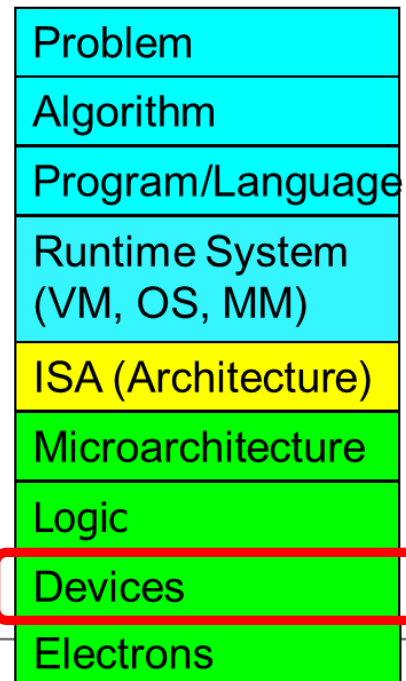 Problem
Algorithm
Program/Language
Runtime System
(VM, OS, MM)
ISA (Architecture)
Microarchitecture
Logic
Devices
Electrons